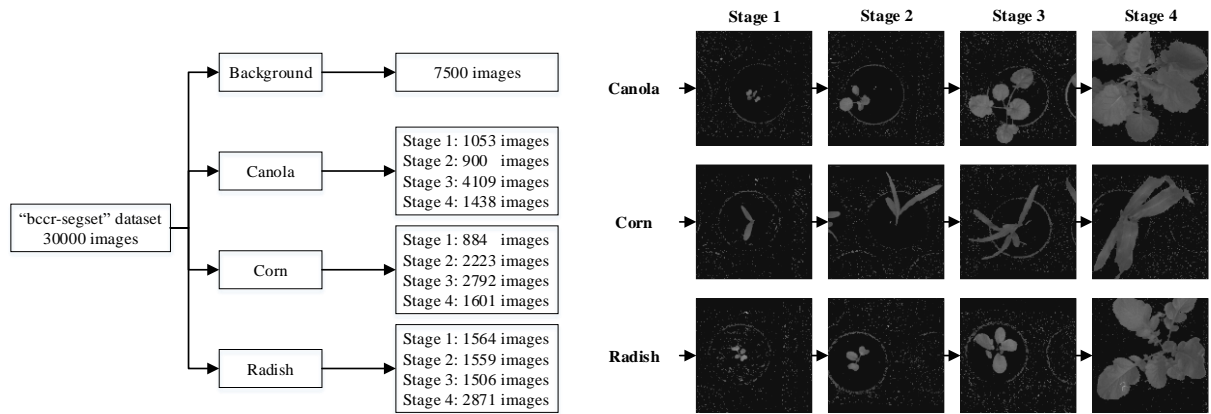 “bccr-segset” dataset
30000 images
Background
7500 images
Canola
Stage 1: 1053 images
Stage 2: 900 images
Stage 3: 4109 images
Stage 4: 1438 images
Corn
Stage 1: 884 images
Stage 2: 2223 images
Stage 3: 2792 images
Stage 4: 1601 images
Radish
Stage 1: 1564 images
Stage 2: 1559 images
Stage 3: 1506 images
Stage 4: 2871 images
Stage 1
Stage 2
Stage 3
Stage 4
Canola
Corn
Radish